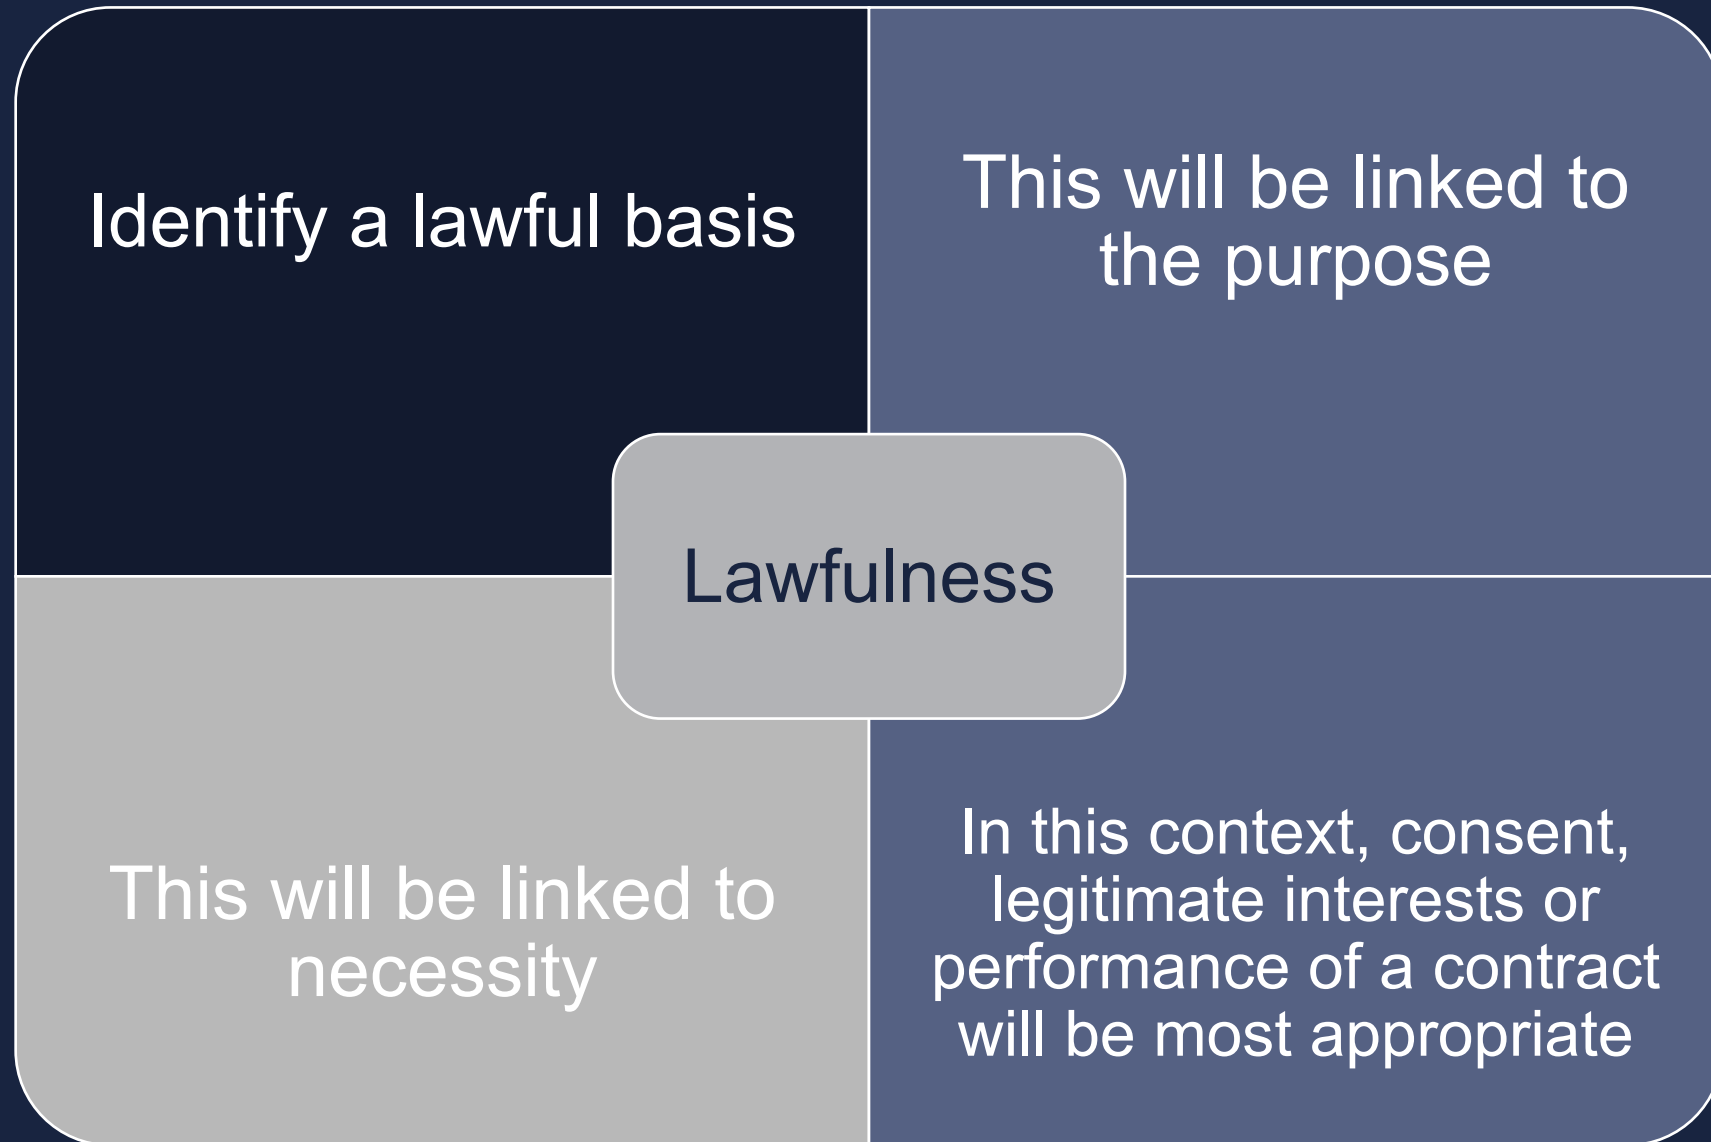 Identify a lawful basis
This will be linked to
the purpose
Lawfulness
This will be linked to
necessity
In this context, consent,
legitimate interests or
performance of a contract
will be most appropriate